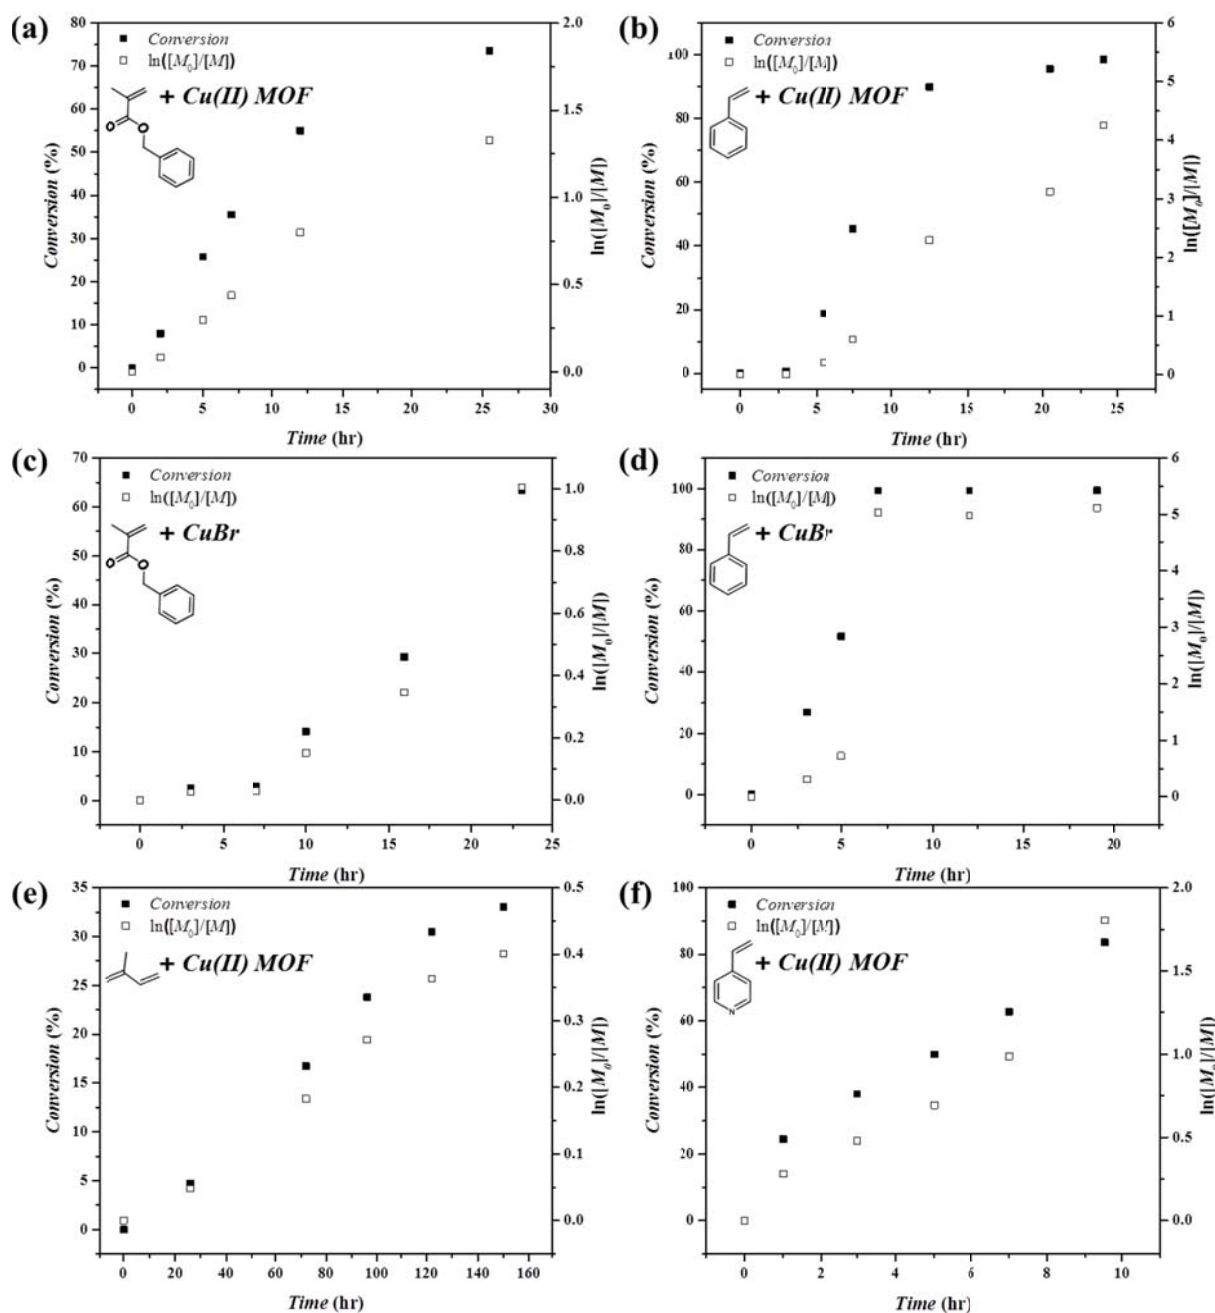 (a)
Conversion
ln([M0]/[M])
+ Cu(II) MOF
O
O
Conversion (%)
80
75
70
65
60
55
50
45
40
35
30
25
20
15
10
5
0
2.0
1.5
1.0
0.5
0.0
ln([M0]/[M])
0 5 10 15 20 25 30
Time (hr)
(b)
Conversion
ln([M0]/[M])
+ Cu(II) MOF
Conversion (%)
100
80
60
40
20
0
6
5
4
3
2
1
0
ln([M0]/[M])
0 5 10 15 20 25
Time (hr)
(c)
Conversion
ln([M0]/[M])
+ CuBr
O
O
Conversion (%)
70
60
50
40
30
20
10
0
1.0
0.8
0.6
0.4
0.2
0.0
ln([M0]/[M])
0 5 10 15 20 25
Time (hr)
(d)
Conversion
ln([M0]/[M])
+ CuBr
Conversion (%)
100
80
60
40
20
0
6
5
4
3
2
1
0
ln([M0]/[M])
0 5 10 15 20
Time (hr)
(e)
Conversion
ln([M0]/[M])
+ Cu(II) MOF
Conversion (%)
35
30
25
20
15
10
5
0
0.5
0.4
0.3
0.2
0.1
0.0
ln([M0]/[M])
0 20 40 60 80 100 120 140 160
Time (hr)
(f)
Conversion
ln([M0]/[M])
+ Cu(II) MOF
N
Conversion (%)
100
80
60
40
20
0
2.0
1.5
1.0
0.5
0.0
ln([M0]/[M])
0 2 4 6 8 10
Time (hr)